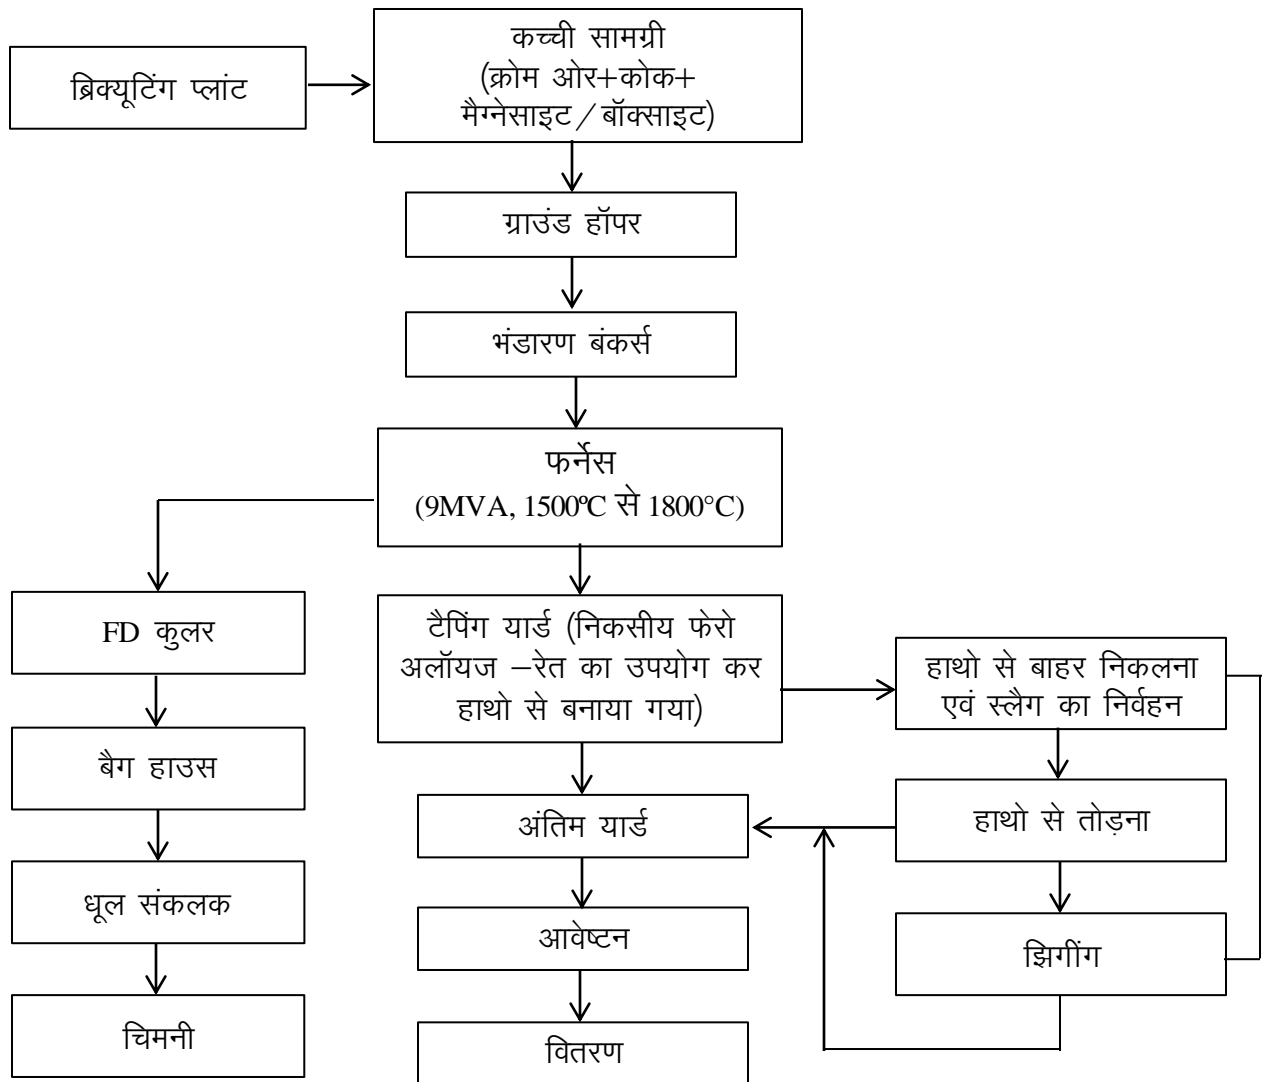 ब्रिक्यूटिंग प्लांट
कच्ची सामग्री
(क्रोम ओर+कोक+
मैग्नेसाइट/बॉक्साइट)
ग्राउंड हॉपर
भंडारण बंकर्स
फर्नेस
(9MVA, 1500ºC से 1800°C)
FD कुलर
बैग हाउस
धूल संकलक
चिमनी
टैपिंग यार्ड (निकसीय फेरो
अलॉयज –रेत का उपयोग कर
हाथो से बनाया गया)
हाथो से बाहर निकलना
एवं स्लैग का निर्वहन
हाथो से तोड़ना
झिगींग
अंतिम यार्ड
आवेष्टन
वितरण